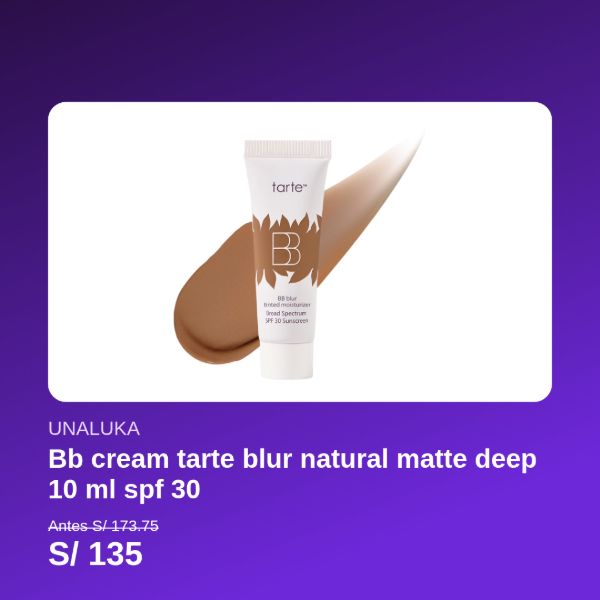 tarte™
BB
BB blur
tinted moisturizer
Broad Spectrum
SPF 30 Sunscreen
UNALUKA
Bb cream tarte blur natural matte deep
10 ml spf 30
Antes S/ 173.75
S/ 135